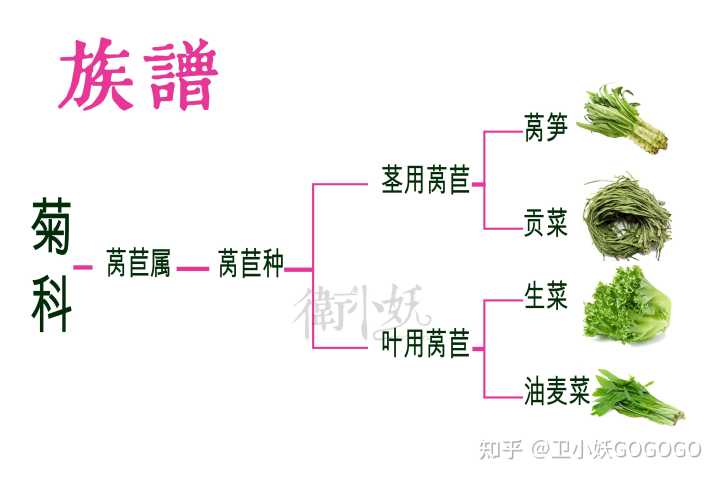 族譜
菊科
莴苣属
莴苣种
茎用莴苣
莴笋
贡菜
叶用莴苣
生菜
油麦菜
衛小妖
知乎 @卫小妖GOGOGO